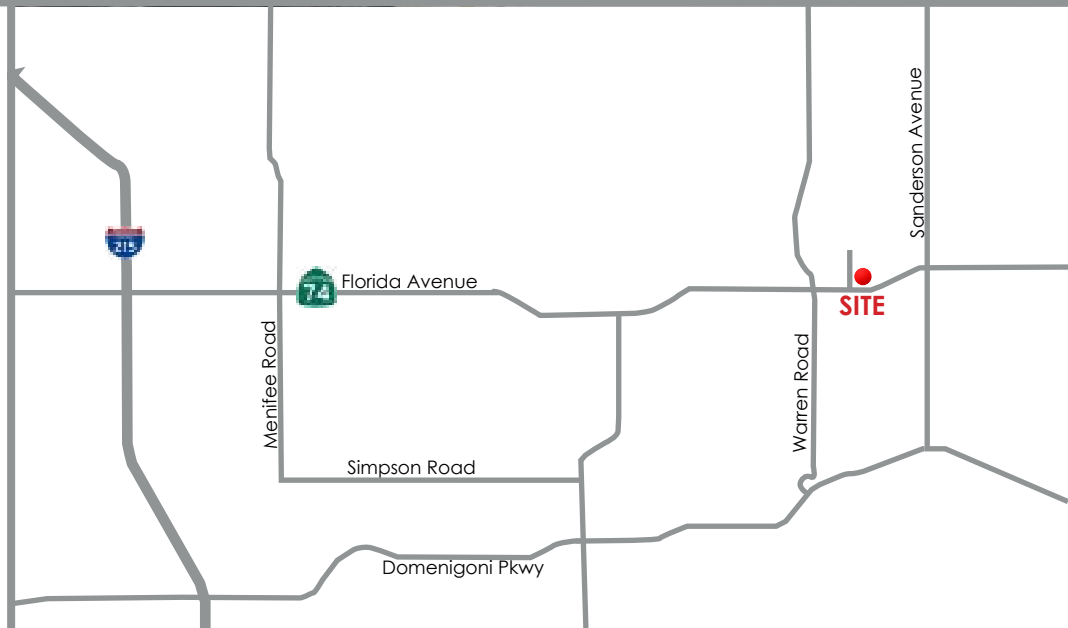 Sanderson Avenue
215
Florida Avenue
74
SITE
Menifee Road
Warren Road
Simpson Road
Domenigoni Pkwy